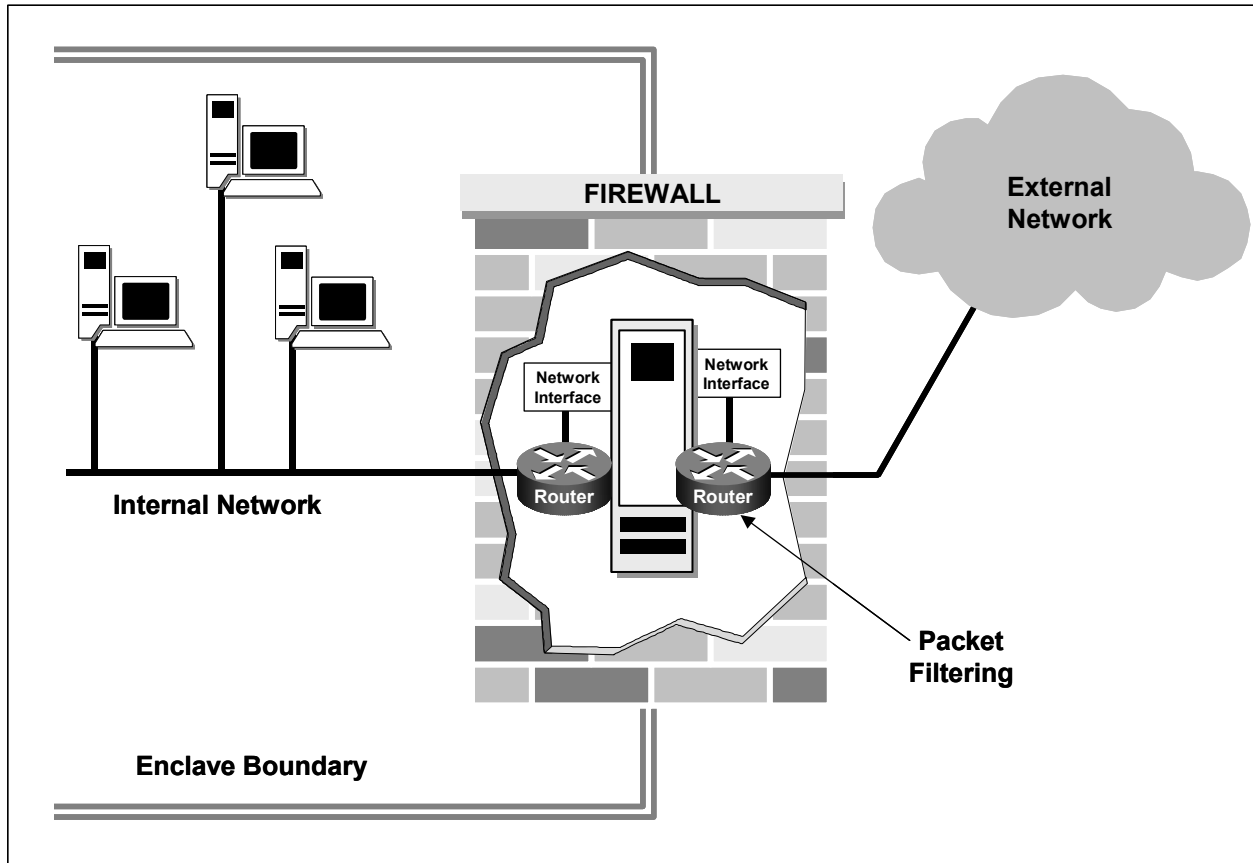 FIREWALL
External
Network
Network
Interface
Network
Interface
Router
Router
Internal Network
Packet
Filtering
Enclave Boundary